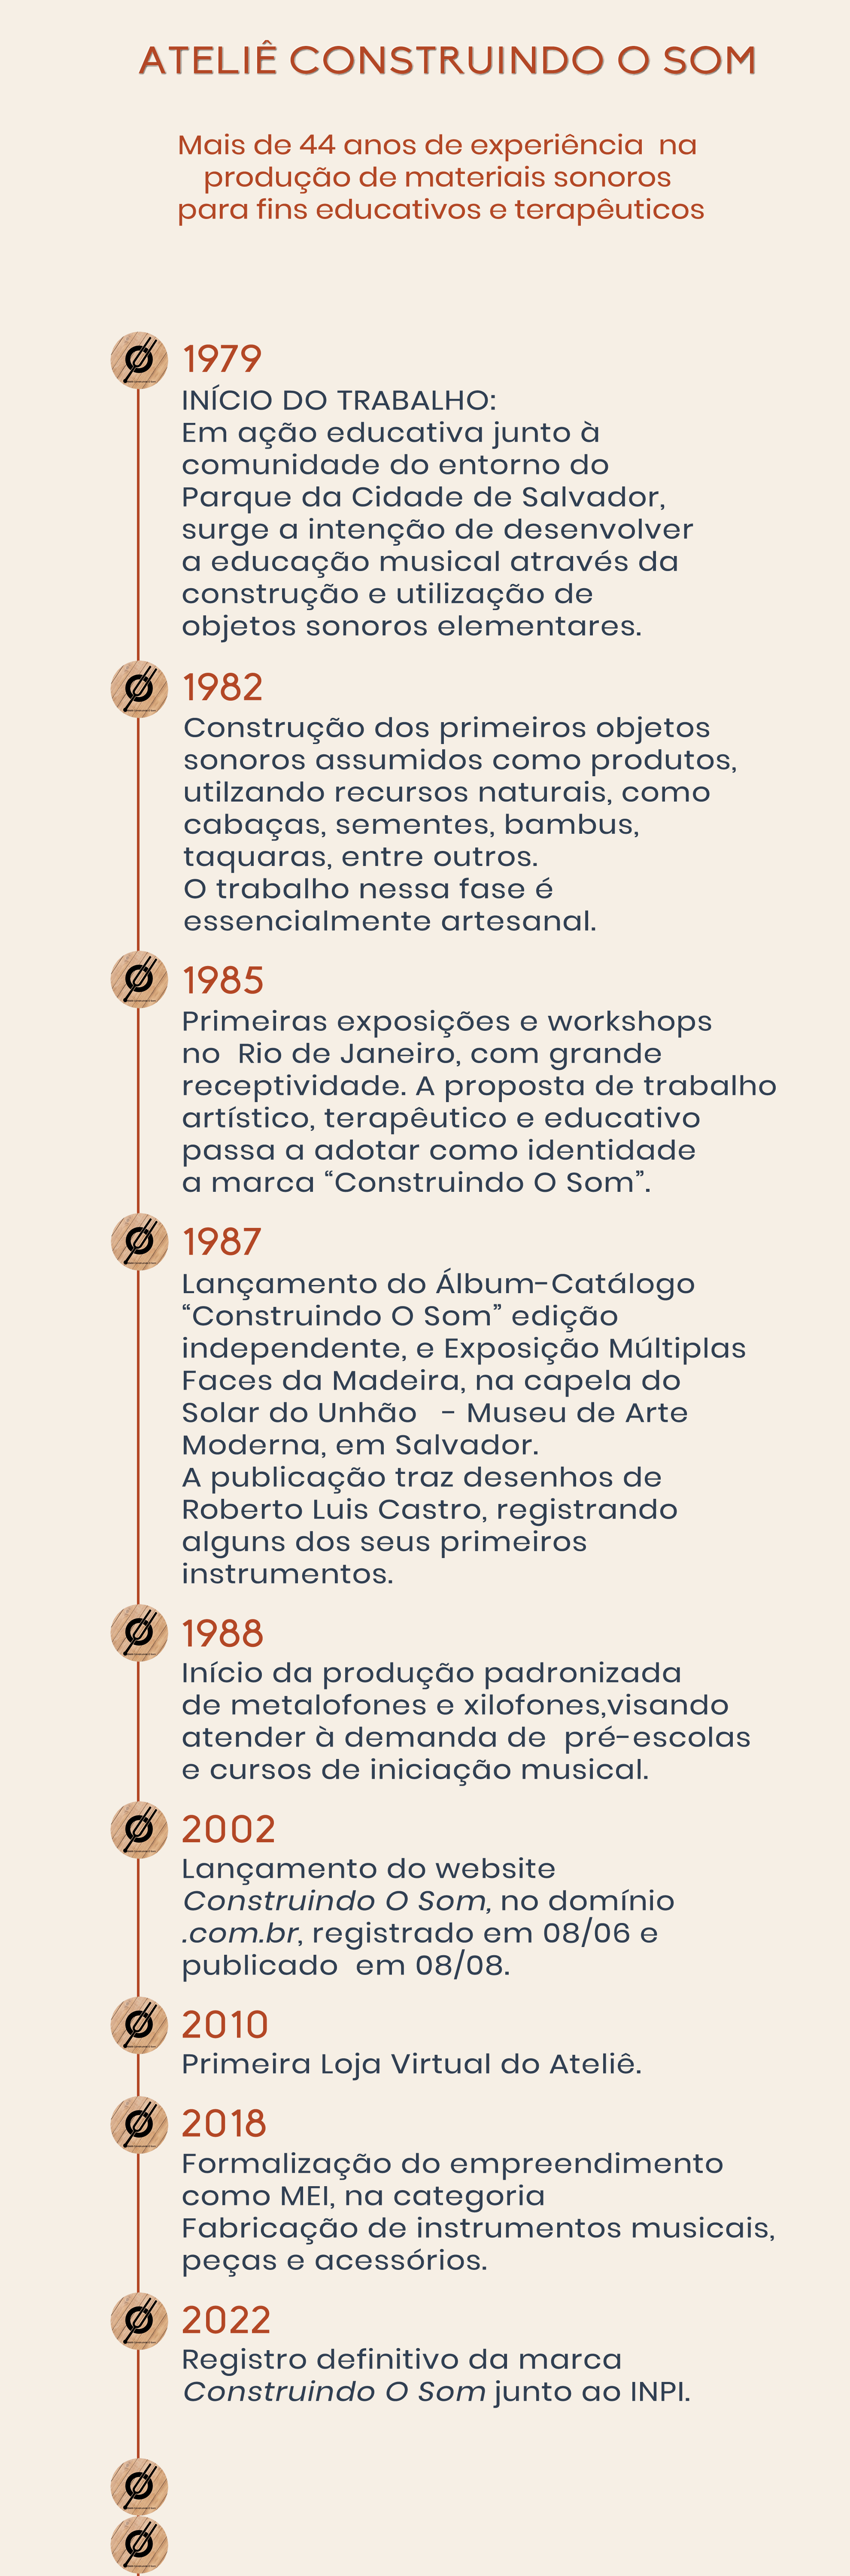 ATELIÊ CONSTRUINDO O SOM
Mais de 44 anos de experiência na
produção de materiais sonoros
para fins educativos e terapêuticos
1979
INÍCIO DO TRABALHO:
Em ação educativa junto à
comunidade do entorno do
Parque da Cidade de Salvador,
surge a intenção de desenvolver
a educação musical através da
construção e utilização de
objetos sonoros elementares.
1982
Construção dos primeiros objetos
sonoros assumidos como produtos,
utilzando recursos naturais, como
cabaças, sementes, bambus,
taquaras, entre outros.
O trabalho nessa fase é
essencialmente artesanal.
1985
Primeiras exposições e workshops
no Rio de Janeiro, com grande
receptividade. A proposta de trabalho
artístico, terapêutico e educativo
passa a adotar como identidade
a marca “Construindo O Som”.
1987
Lançamento do Álbum-Catálogo
“Construindo O Som” edição
independente, e Exposição Múltiplas
Faces da Madeira, na capela do
Solar do Unhão - Museu de Arte
Moderna, em Salvador.
A publicação traz desenhos de
Roberto Luis Castro, registrando
alguns dos seus primeiros
instrumentos.
1988
Início da produção padronizada
de metalofones e xilofones,visando
atender à demanda de pré-escolas
e cursos de iniciação musical.
2002
Lançamento do website
Construindo O Som, no domínio
.com.br, registrado em 08/06 e
publicado em 08/08.
2010
Primeira Loja Virtual do Ateliê.
2018
Formalização do empreendimento
como MEI, na categoria
Fabricação de instrumentos musicais,
peças e acessórios.
2022
Registro definitivo da marca
Construindo O Som junto ao INPI.